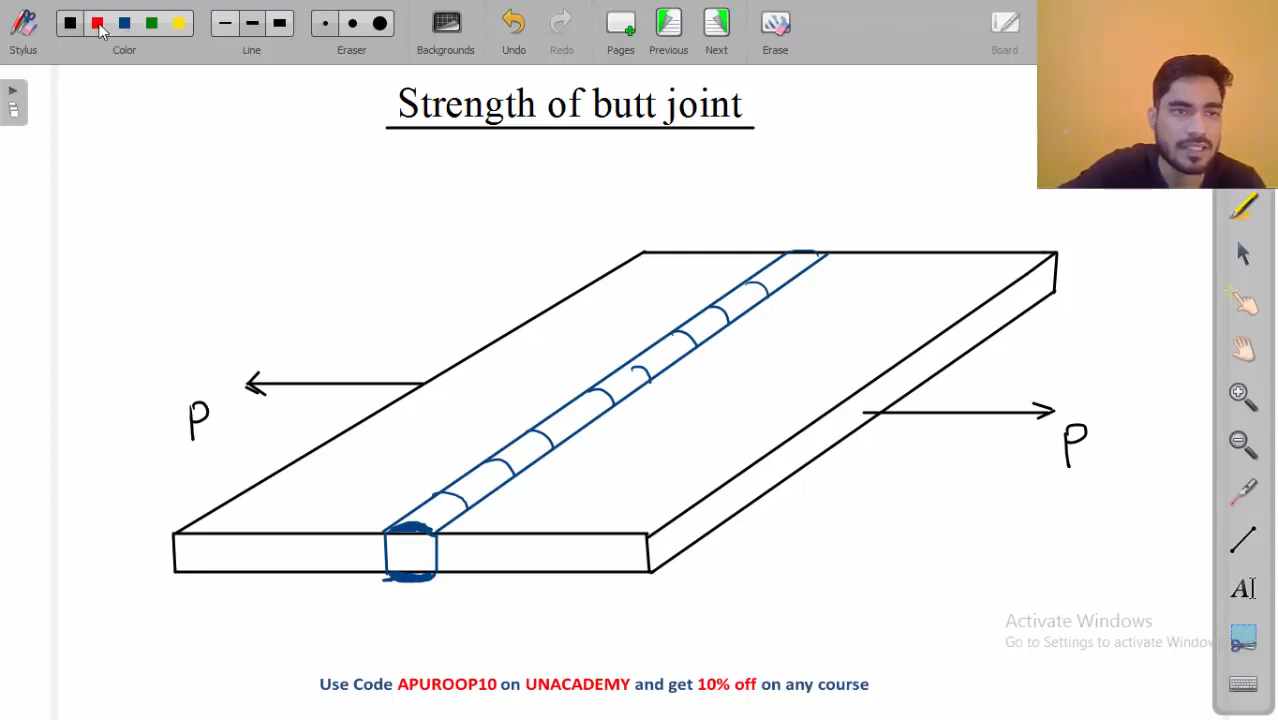 Stylus
Color
Line
Eraser
Backgrounds
Undo
Redo
Pages
Previous
Next
Erase
Board
Strength of butt joint
P
P
A
Activate Windows
Go to Settings to activate Windows
Use Code APUROOP10 on UNACADEMY and get 10% off on any course